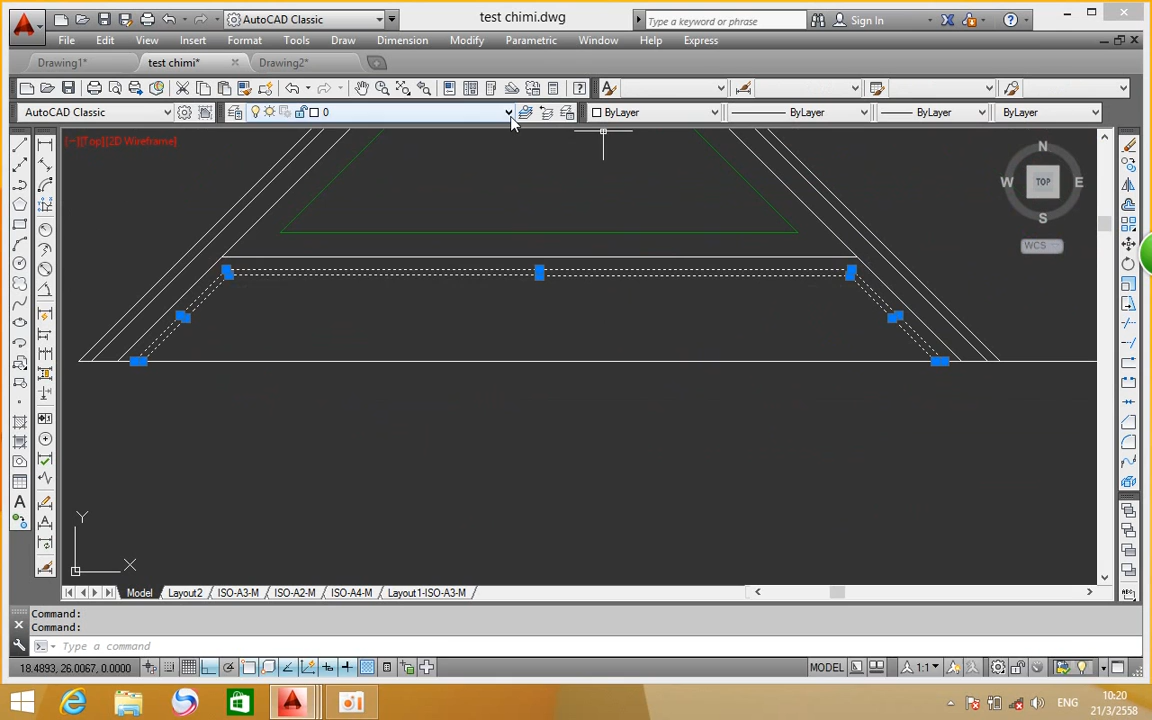 AutoCAD Classic
test chimi.dwg
Type a keyword or phrase
Sign In
File Edit View Insert Format Tools Draw Dimension Modify Parametric Window Help Express
Drawing1*
test chimi*
Drawing2*
AutoCAD Classic
0
ByLayer
ByLayer
ByLayer
ByLayer
[−][Top][2D Wireframe]
N
W
TOP
E
S
WCS
Y
X
Model
Layout2
ISO-A3-M
ISO-A2-M
ISO-A4-M
Layout1-ISO-A3-M
Command:
Command:
Type a command
18.4893, 26.0067, 0.0000
MODEL
1:1
ENG
10:20
21/3/2558